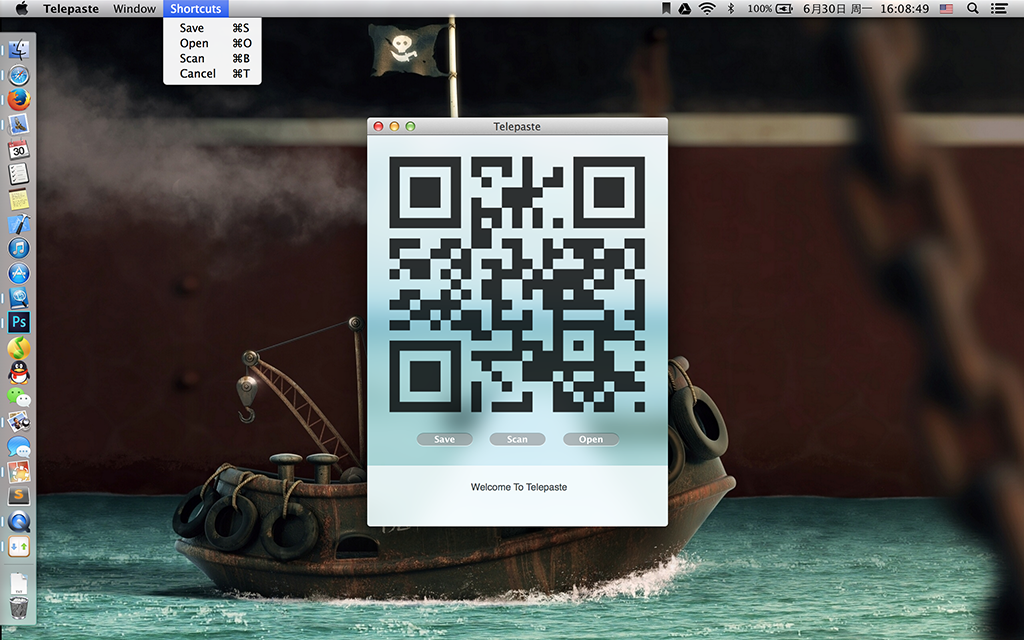 Telepaste Window Shortcuts 100% 6月30日 周一 16:08:49
Save ⌘S
Open ⌘O
Scan ⌘B
Cancel ⌘T
Telepaste
30
Ps
S
Save Scan Open
Welcome To Telepaste